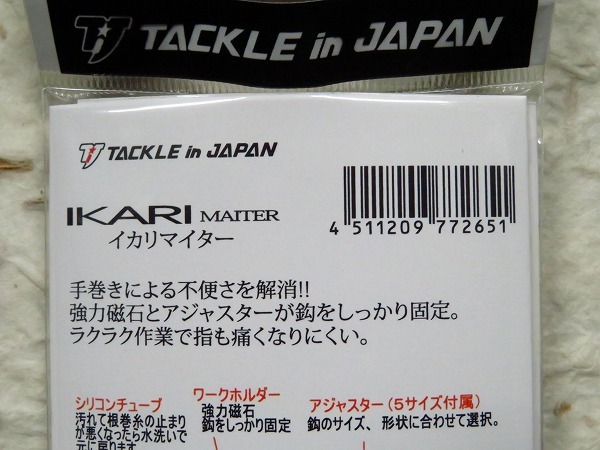 TACKLE in JAPAN
TACKLE in JAPAN
IKARI MAITER
イカリマイター
4 511209 772651
手巻きによる不便さを解消!!
強力磁石とアジャスターが鈎をしっかり固定。
ラクラク作業で指も痛くなりにくい。
シリコンチューブ
汚れて根巻糸の止まり
が悪くなったら水洗いで
元に戻ります
ワークホルダー
強力磁石
鈎をしっかり固定
アジャスター（５サイズ付属）
鈎のサイズ、形状に合わせて選択。